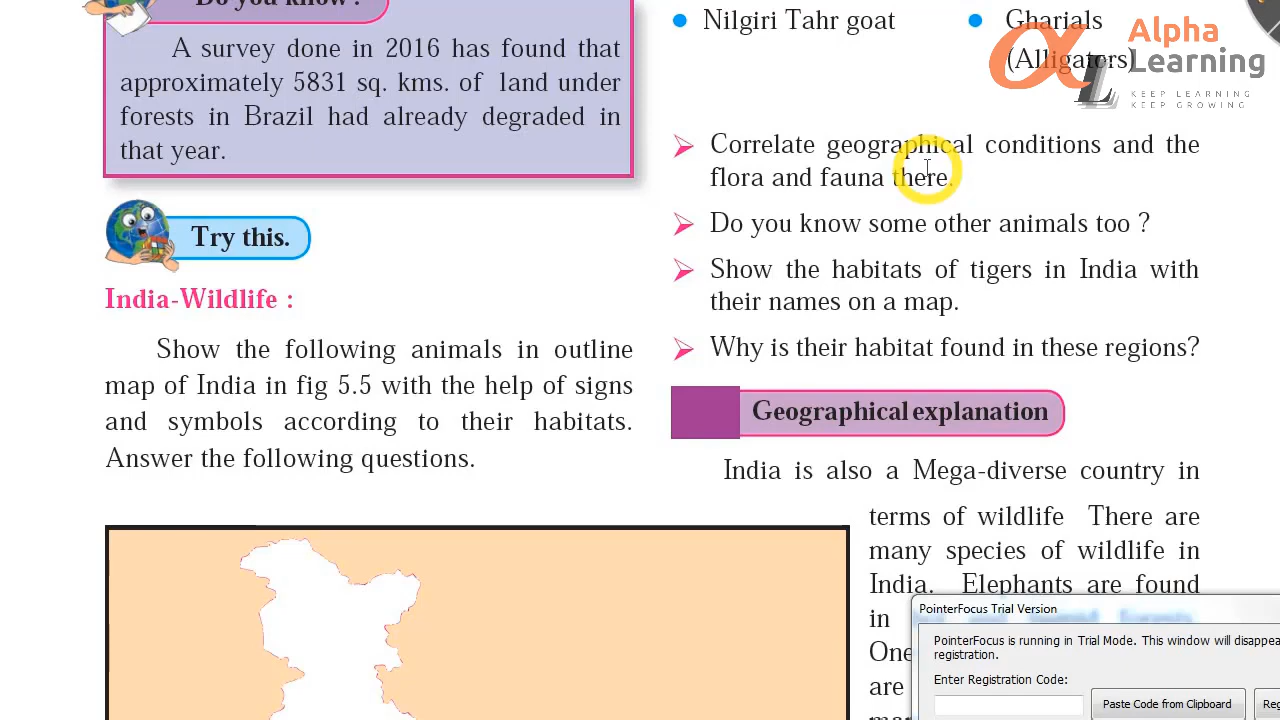 Do you know?
A survey done in 2016 has found that
approximately 5831 sq. kms. of land under
forests in Brazil had already degraded in
that year.
Try this.
India-Wildlife :
Show the following animals in outline
map of India in fig 5.5 with the help of signs
and symbols according to their habitats.
Answer the following questions.
Nilgiri Tahr goat
Gharials
(Alligators)
Alpha
Learning
KEEP LEARNING
KEEP GROWING
Correlate geographical conditions and the
flora and fauna there.
Do you know some other animals too ?
Show the habitats of tigers in India with
their names on a map.
Why is their habitat found in these regions?
Geographical explanation
India is also a Mega-diverse country in
terms of wildlife There are
many species of wildlife in
India. Elephants are found
in
One
are
PointerFocus Trial Version
PointerFocus is running in Trial Mode. This window will disappea
registration.
Enter Registration Code:
Paste Code from Clipboard
Reg